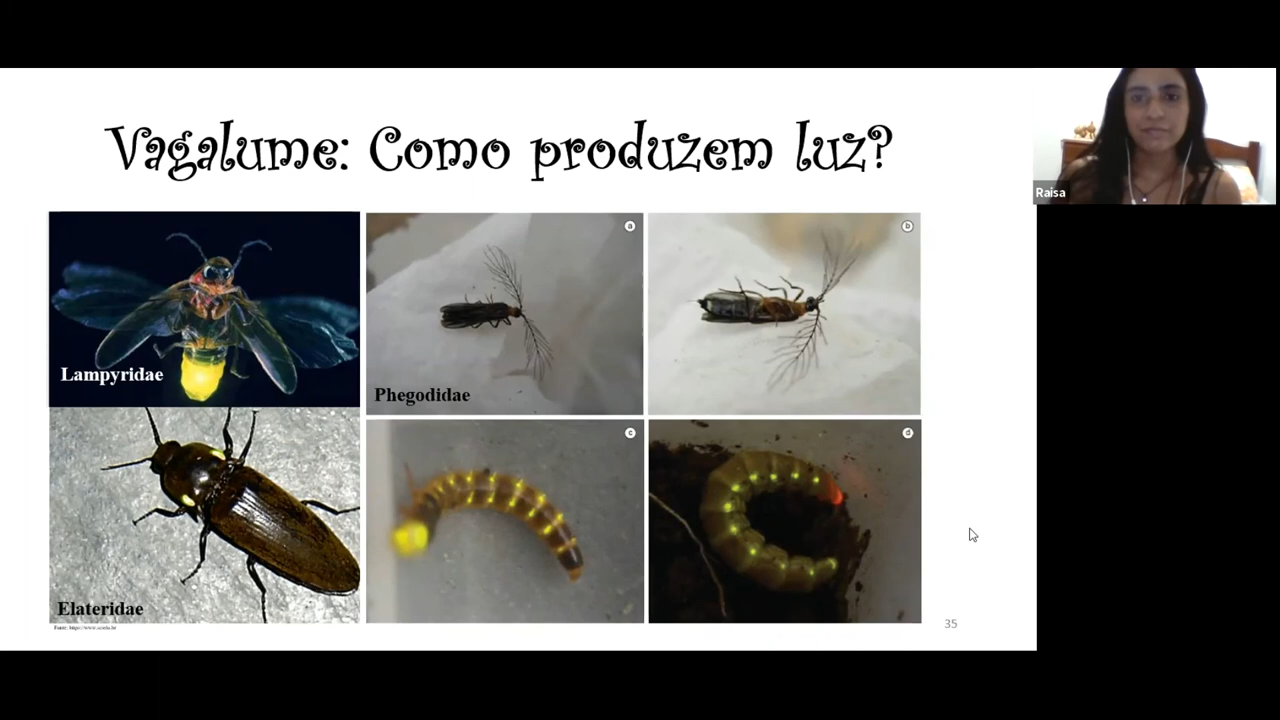 Vagalume: Como produzem luz?
Raisa
a
b
Lampyridae
Phegodidae
c
d
Elateridae
35